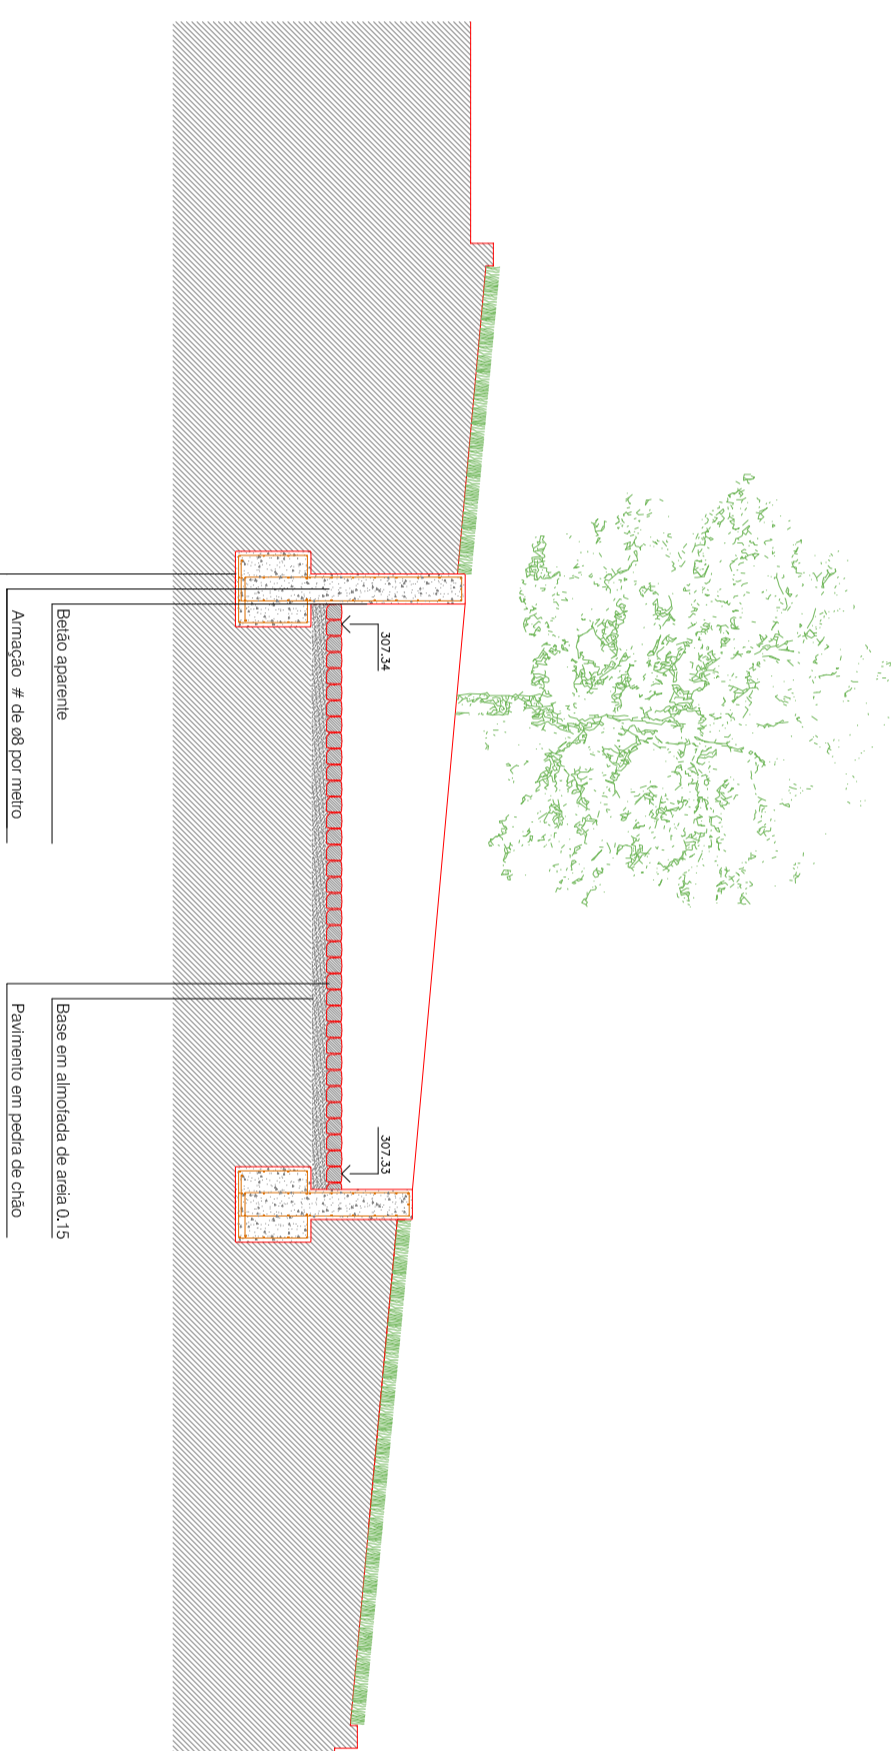 307.34
307.33
Betão aparente
Armação # de ø8 por metro
Base em almofada de areia 0.15
Pavimento em pedra de chão